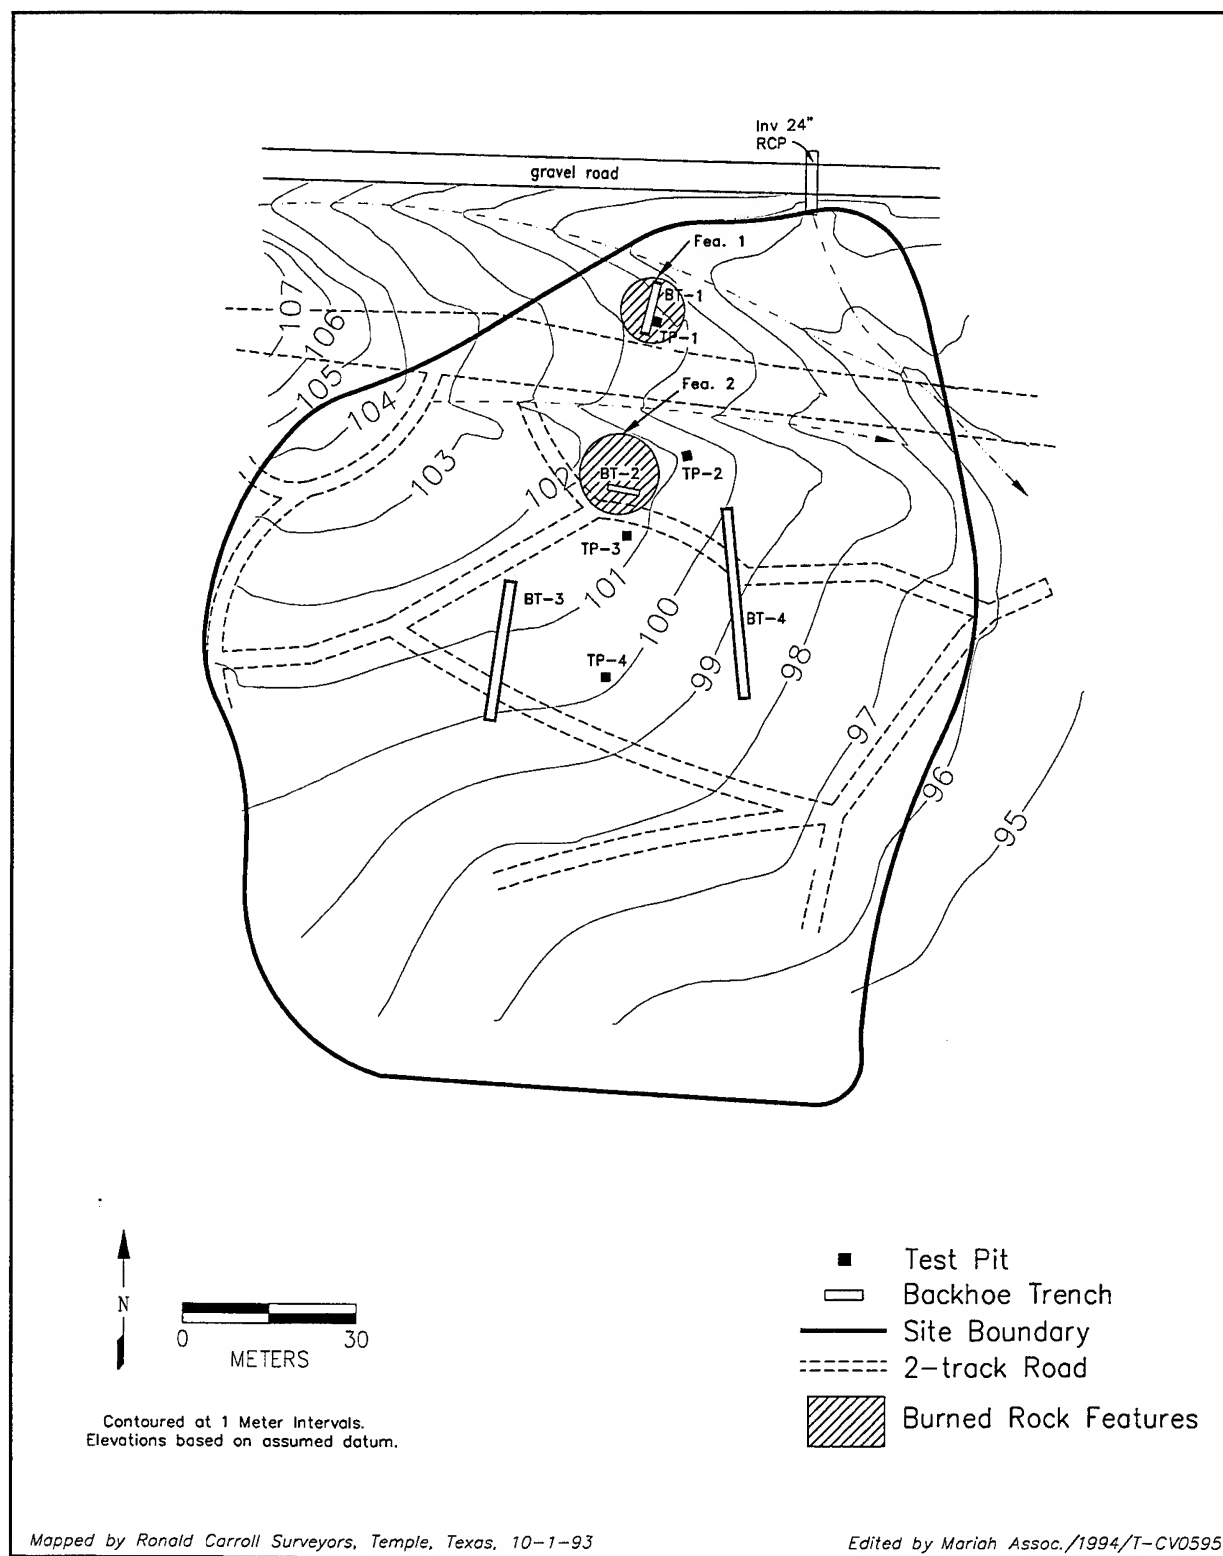 Inv 24"
RCP
gravel road
Fea. 1
BT-1
TP-1
107
106
105
104
103
102
Fea. 2
BT-2
TP-2
TP-3
101
100
99
98
97
96
95
BT-3
BT-4
TP-4
N
0 30
METERS
Contoured at 1 Meter Intervals.
Elevations based on assumed datum.
Test Pit
Backhoe Trench
Site Boundary
2-track Road
Burned Rock Features
Mapped by Ronald Carroll Surveyors, Temple, Texas, 10-1-93
Edited by Mariah Assoc./1994/T-CV0595